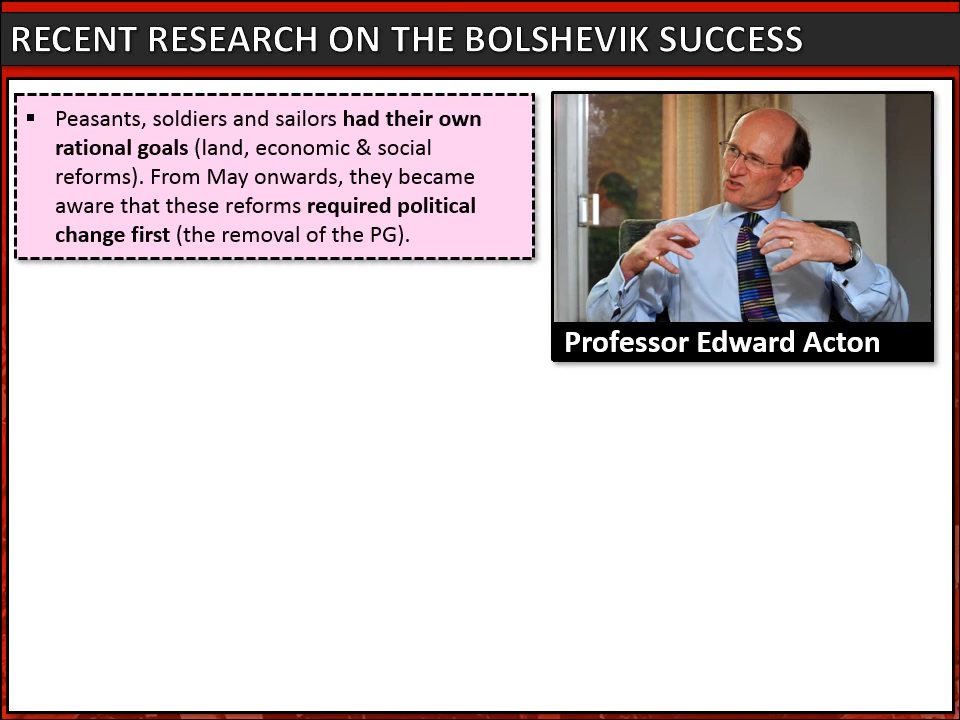 RECENT RESEARCH ON THE BOLSHEVIK SUCCESS
▪ Peasants, soldiers and sailors had their own
rational goals (land, economic & social
reforms). From May onwards, they became
aware that these reforms required political
change first (the removal of the PG).
Professor Edward Acton